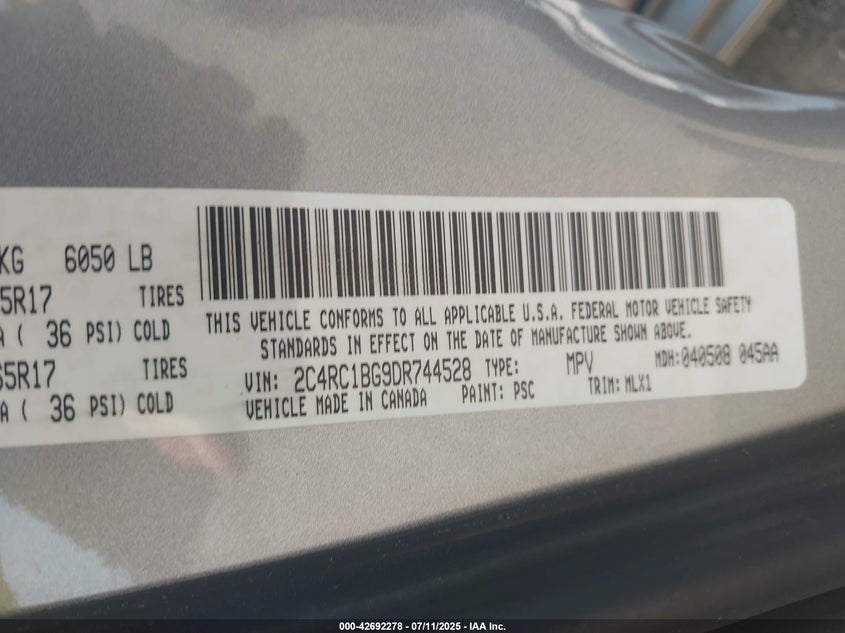 KG 6050 LB
5R17 TIRES
A ( 36 PSI) COLD
65R17 TIRES
A ( 36 PSI) COLD
THIS VEHICLE CONFORMS TO ALL APPLICABLE U.S.A. FEDERAL MOTOR VEHICLE SAFETY
STANDARDS IN EFFECT ON THE DATE OF MANUFACTURE SHOWN ABOVE.
VIN: 2C4RC1BG9DR744528 TYPE: MPV MDH:040508 045AA
VEHICLE MADE IN CANADA PAINT: PSC TRIM: MLX1
000-42692278 - 07/11/2025 - IAA Inc.